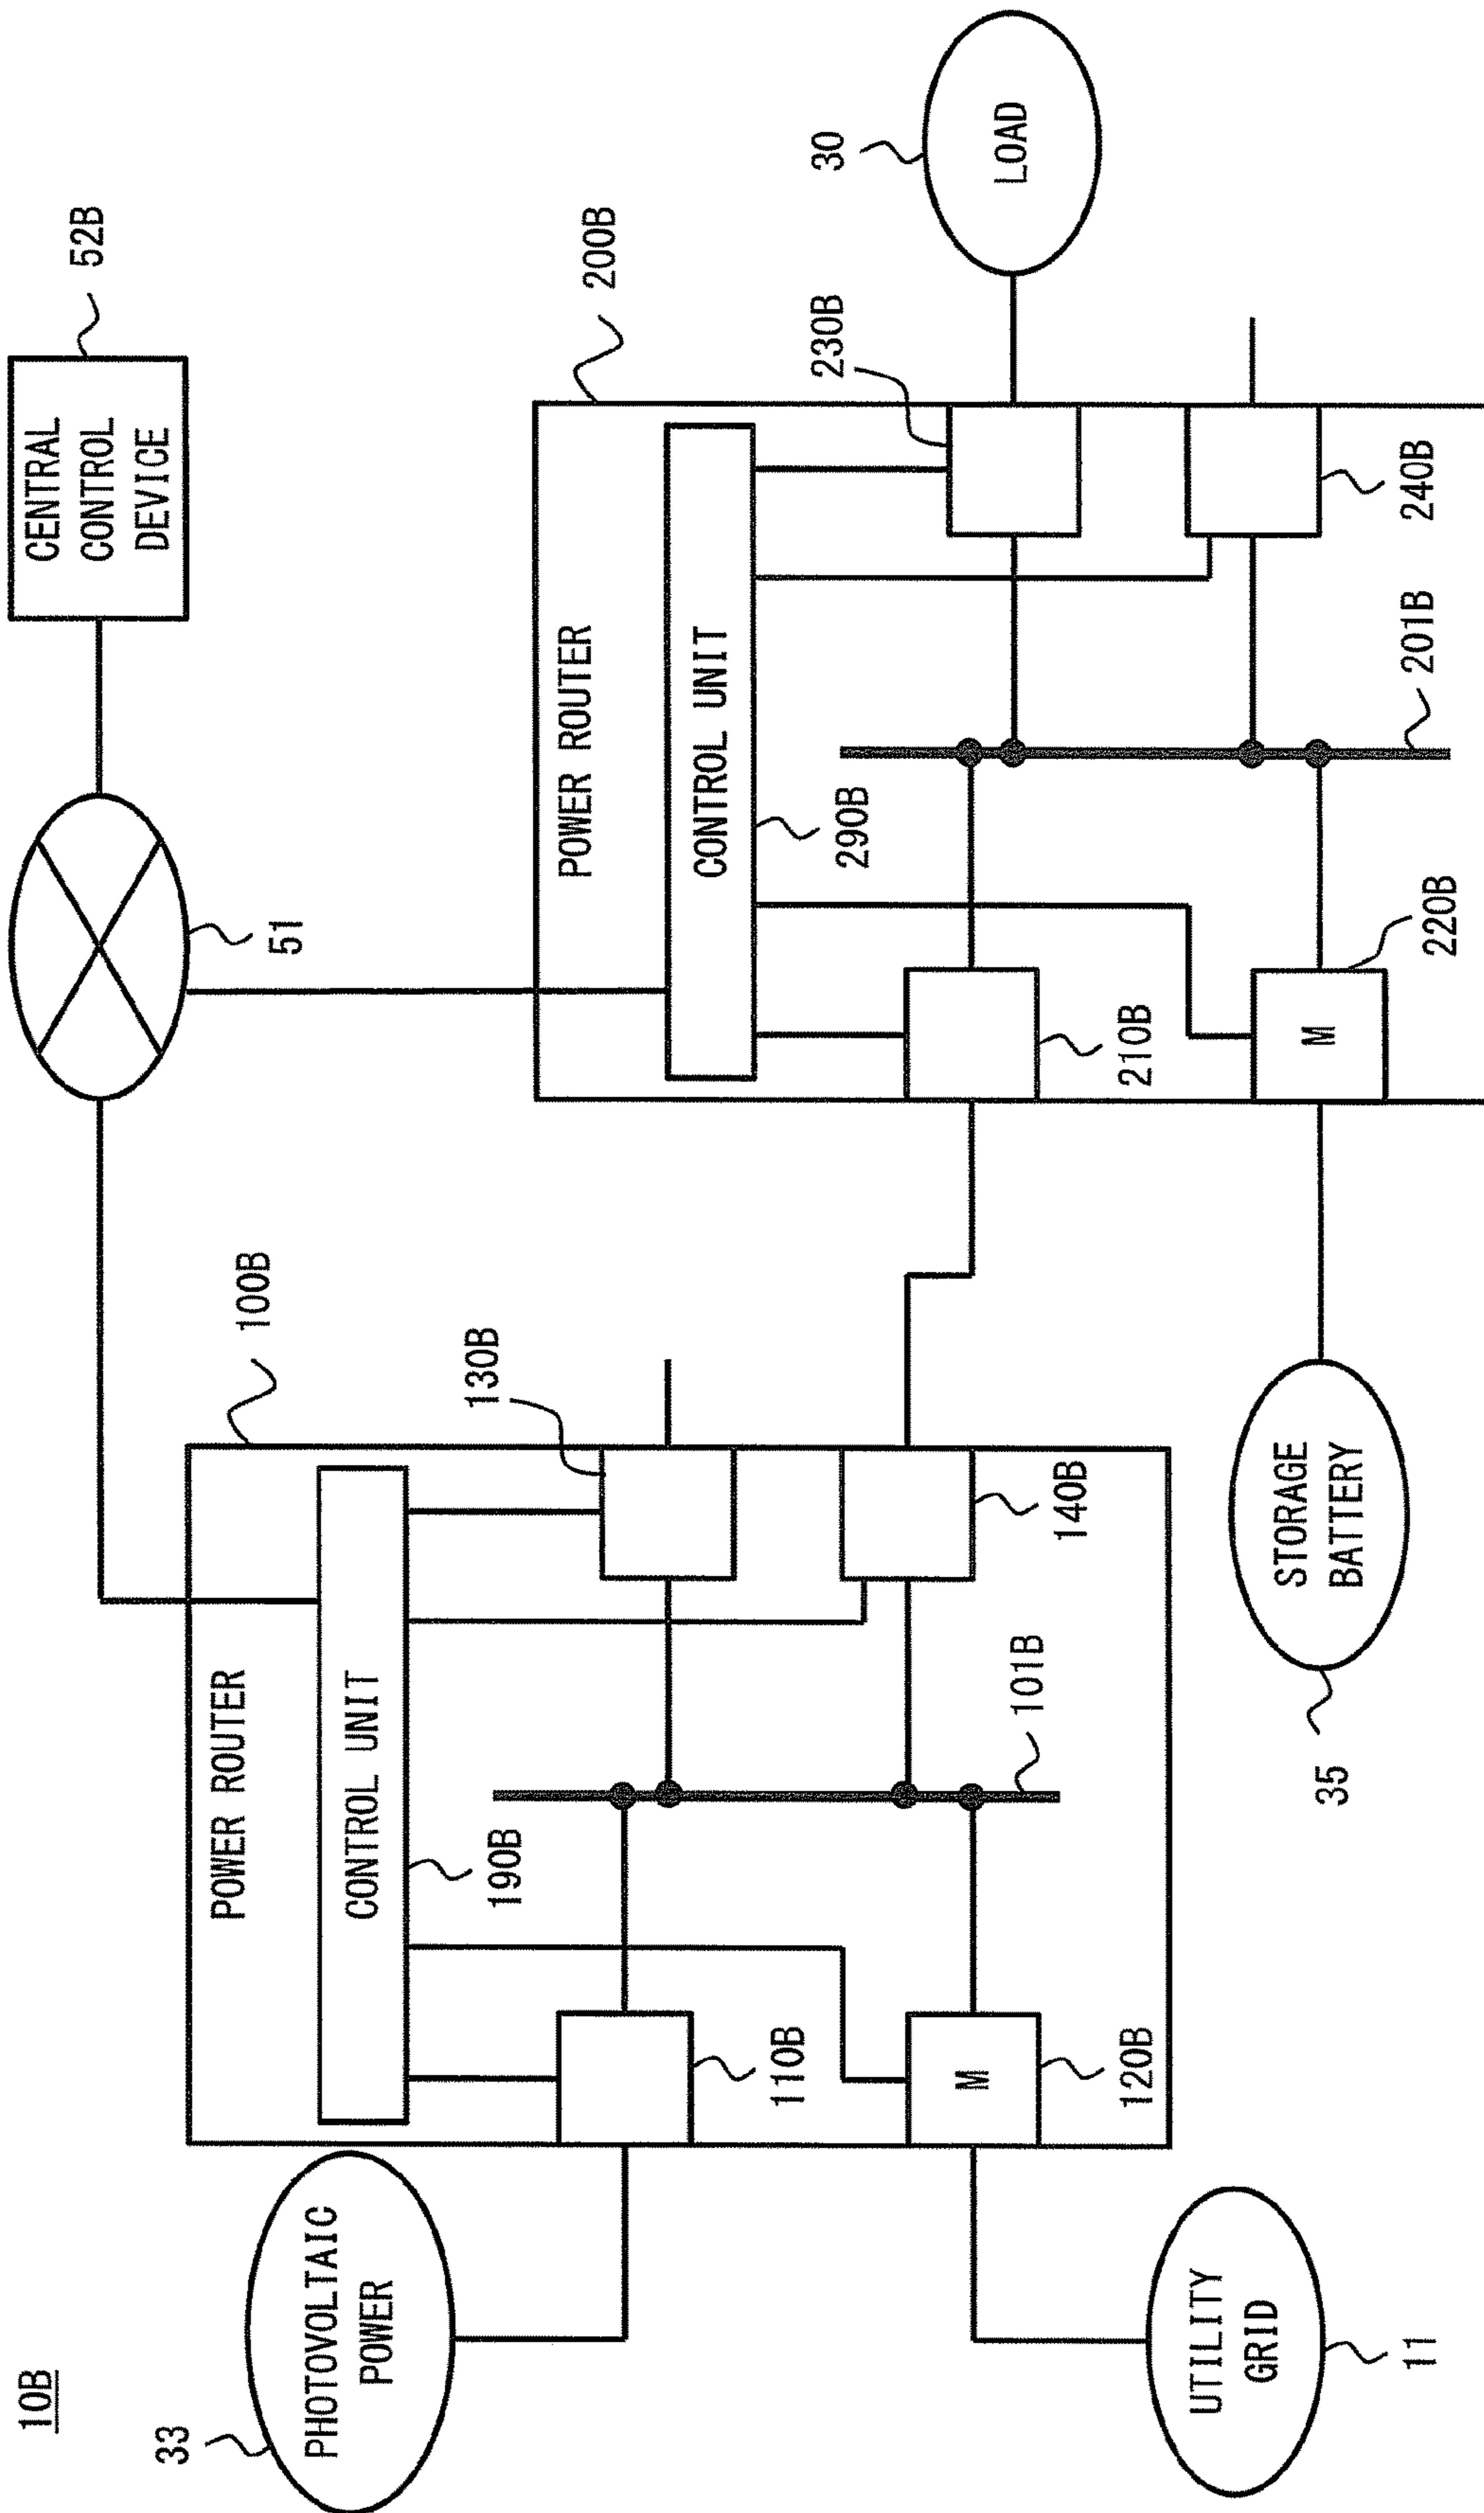 10B
CENTRAL
CONTROL
DEVICE
52B
51
33
PHOTOVOLTAIC
POWER
UTILITY
GRID
11
100B
POWER ROUTER
CONTROL UNIT
190B
110B
M
120B
130B
140B
101B
200B
POWER ROUTER
CONTROL UNIT
290B
210B
M
220B
230B
240B
201B
STORAGE
BATTERY
35
LOAD
30